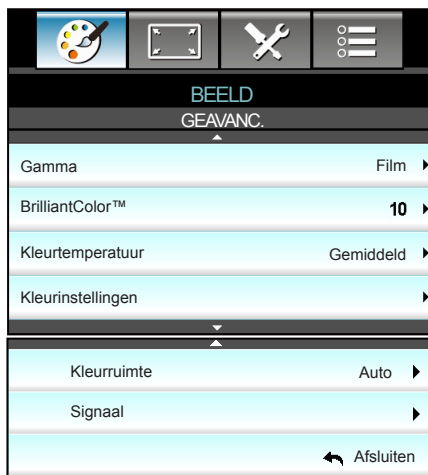 BEELD
GEAVANC.
Gamma Film
BrilliantColor™ 10
Kleurtemperatuur Gemiddeld
Kleurinstellingen
Kleurruimte Auto
Signaal
Afsluiten